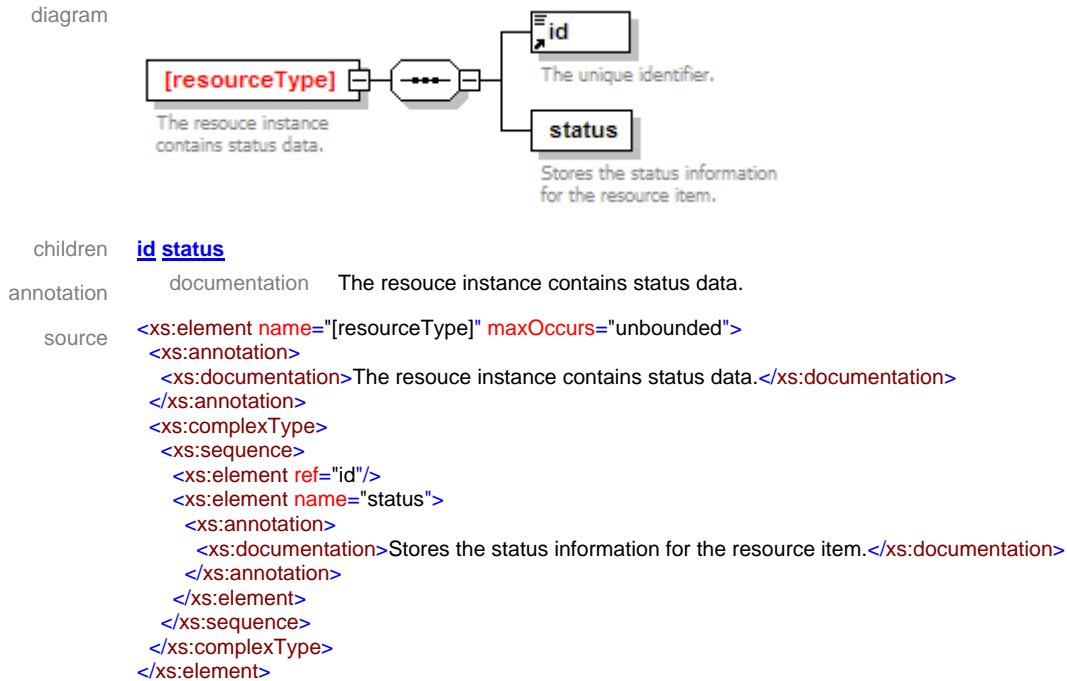 diagram
[resourceType]
The resouce instance
contains status data.
id
The unique identifier.
status
Stores the status information
for the resource item.
children id status
annotation documentation The resouce instance contains status data.
source <xs:element name="[resourceType]" maxOccurs="unbounded">
<xs:annotation>
<xs:documentation>The resouce instance contains status data.</xs:documentation>
</xs:annotation>
<xs:complexType>
<xs:sequence>
<xs:element ref="id"/>
<xs:element name="status">
<xs:annotation>
<xs:documentation>Stores the status information for the resource item.</xs:documentation>
</xs:annotation>
</xs:element>
</xs:sequence>
</xs:complexType>
</xs:element>